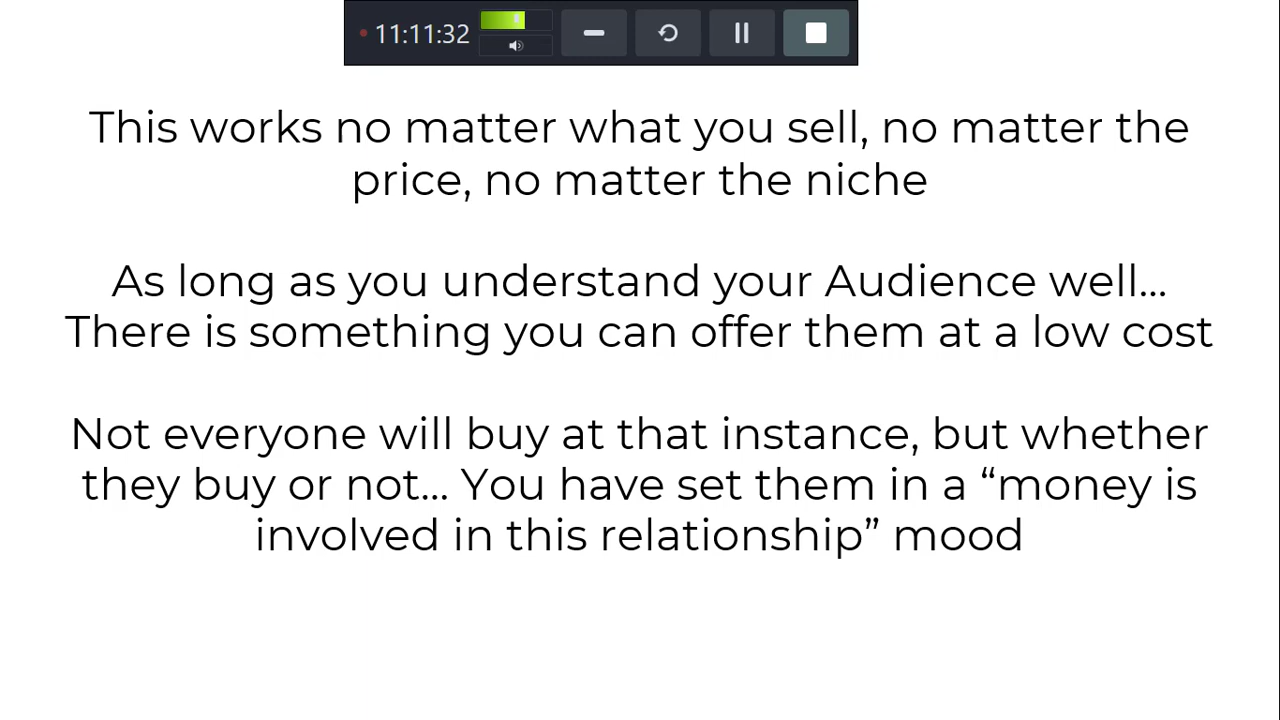 11:11:32
This works no matter what you sell, no matter the
price, no matter the niche
As long as you understand your Audience well...
There is something you can offer them at a low cost
Not everyone will buy at that instance, but whether
they buy or not... You have set them in a “money is
involved in this relationship” mood